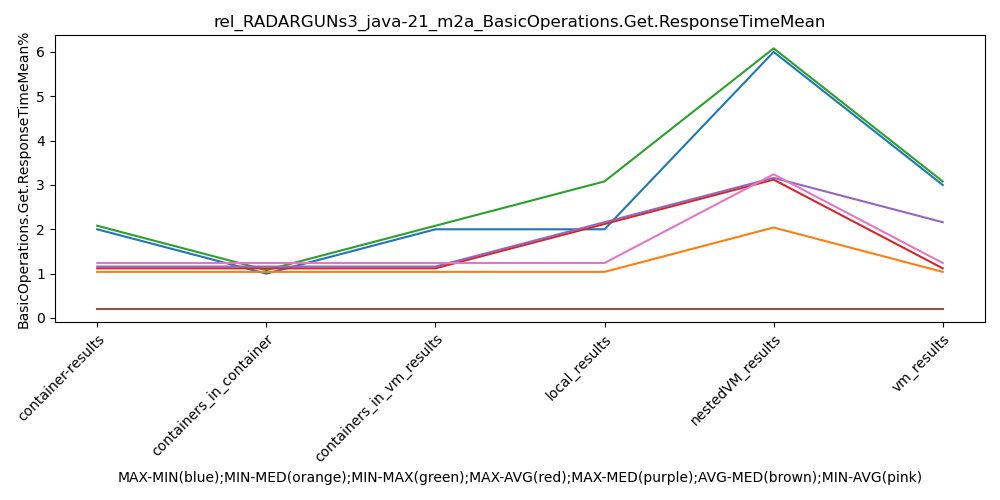 rel_RADARGUNs3_java-21_m2a_BasicOperations.Get.ResponseTimeMean
BasicOperations.Get.ResponseTimeMean%
6
5
4
3
2
1
0
container-results
containers_in_container
containers_in_vm_results
local_results
nestedVM_results
vm_results
MAX-MIN(blue);MIN-MED(orange);MIN-MAX(green);MAX-AVG(red);MAX-MED(purple);AVG-MED(brown);MIN-AVG(pink)